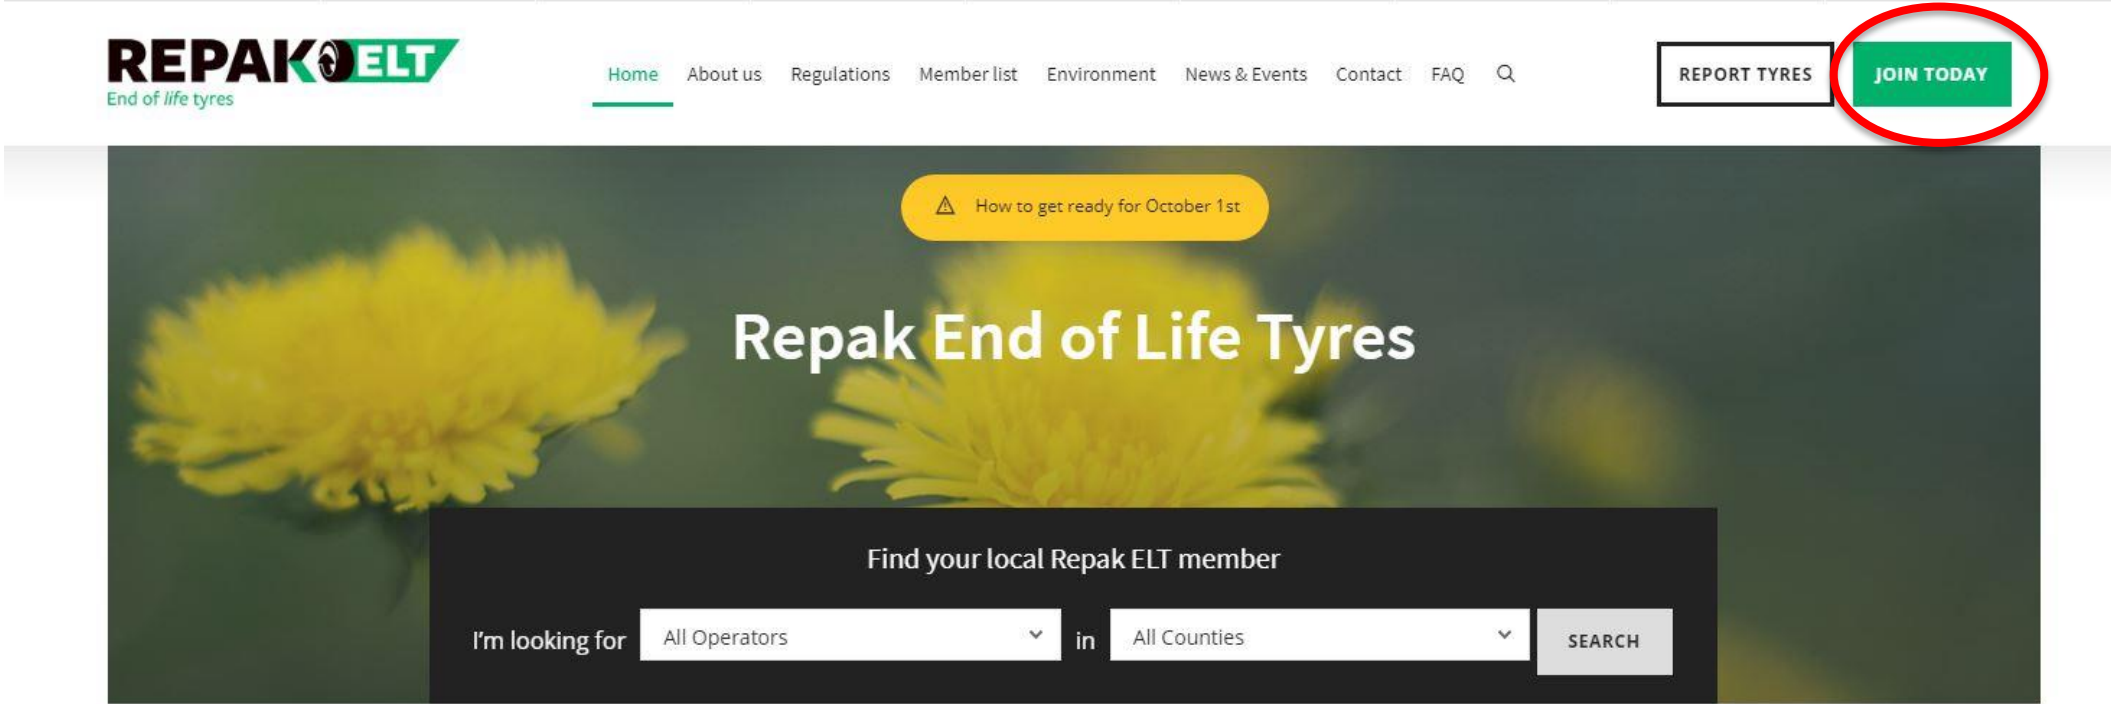 REPAK ELT
End of life tyres
Home About us Regulations Member list Environment News & Events Contact FAQ
REPORT TYRES
JOIN TODAY
How to get ready for October 1st
Repak End of Life Tyres
Find your local Repak ELT member
I'm looking for All Operators in All Counties SEARCH